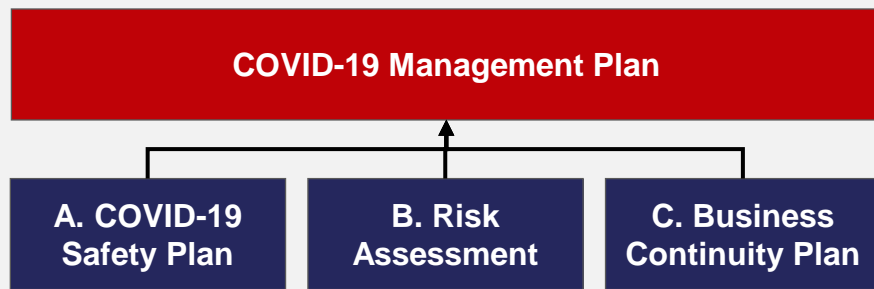 COVID-19 Management Plan
A. COVID-19
Safety Plan
B. Risk
Assessment
C. Business
Continuity Plan